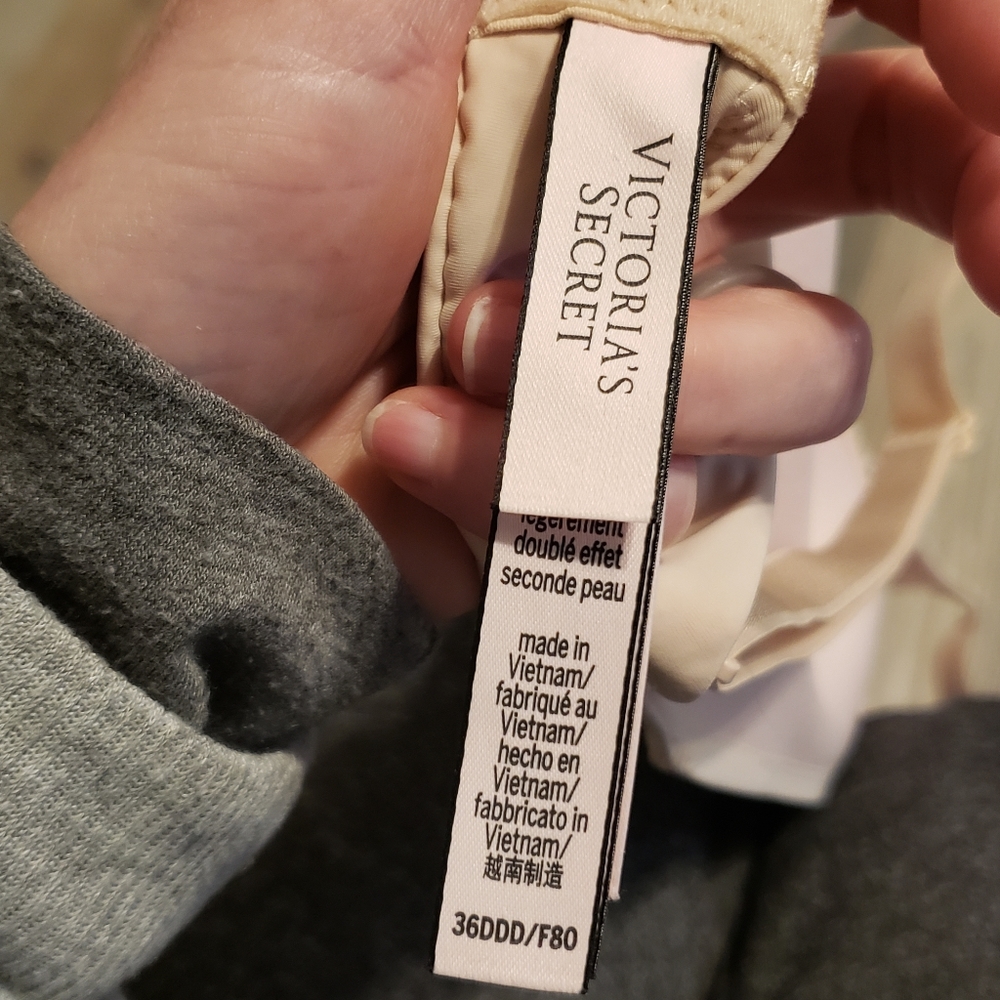 VICTORIA'S
SECRET
légèrement
doublé effet
seconde peau
made in
Vietnam/
fabriqué au
Vietnam/
hecho en
Vietnam/
fabbricato in
Vietnam/
越南制造
36DDD/F80